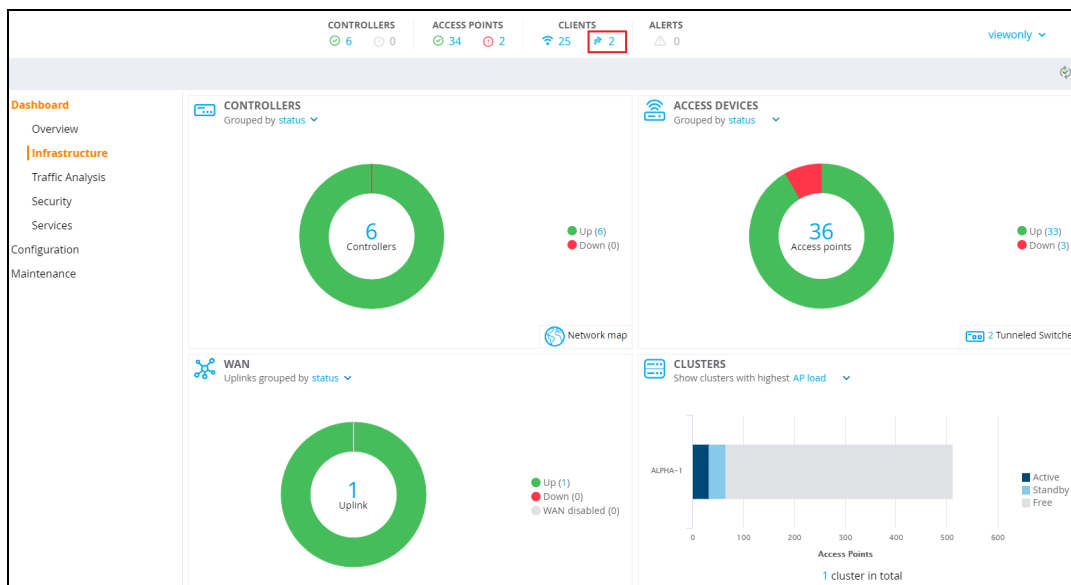 CONTROLLERS ACCESS POINTS CLIENTS ALERTS
6 0 34 2 25 2 0
viewonly
Dashboard
Overview
Infrastructure
Traffic Analysis
Security
Services
Configuration
Maintenance
CONTROLLERS
Grouped by status
6
Controllers
Up (6)
Down (0)
Network map
ACCESS DEVICES
Grouped by status
36
Access points
Up (33)
Down (3)
2 Tunneled Switche
WAN
Uplinks grouped by status
1
Uplink
Up (1)
Down (0)
WAN disabled (0)
CLUSTERS
Show clusters with highest AP load
ALPHA-1
Active
Standby
Free
0 100 200 300 400 500 600
Access Points
1 cluster in total